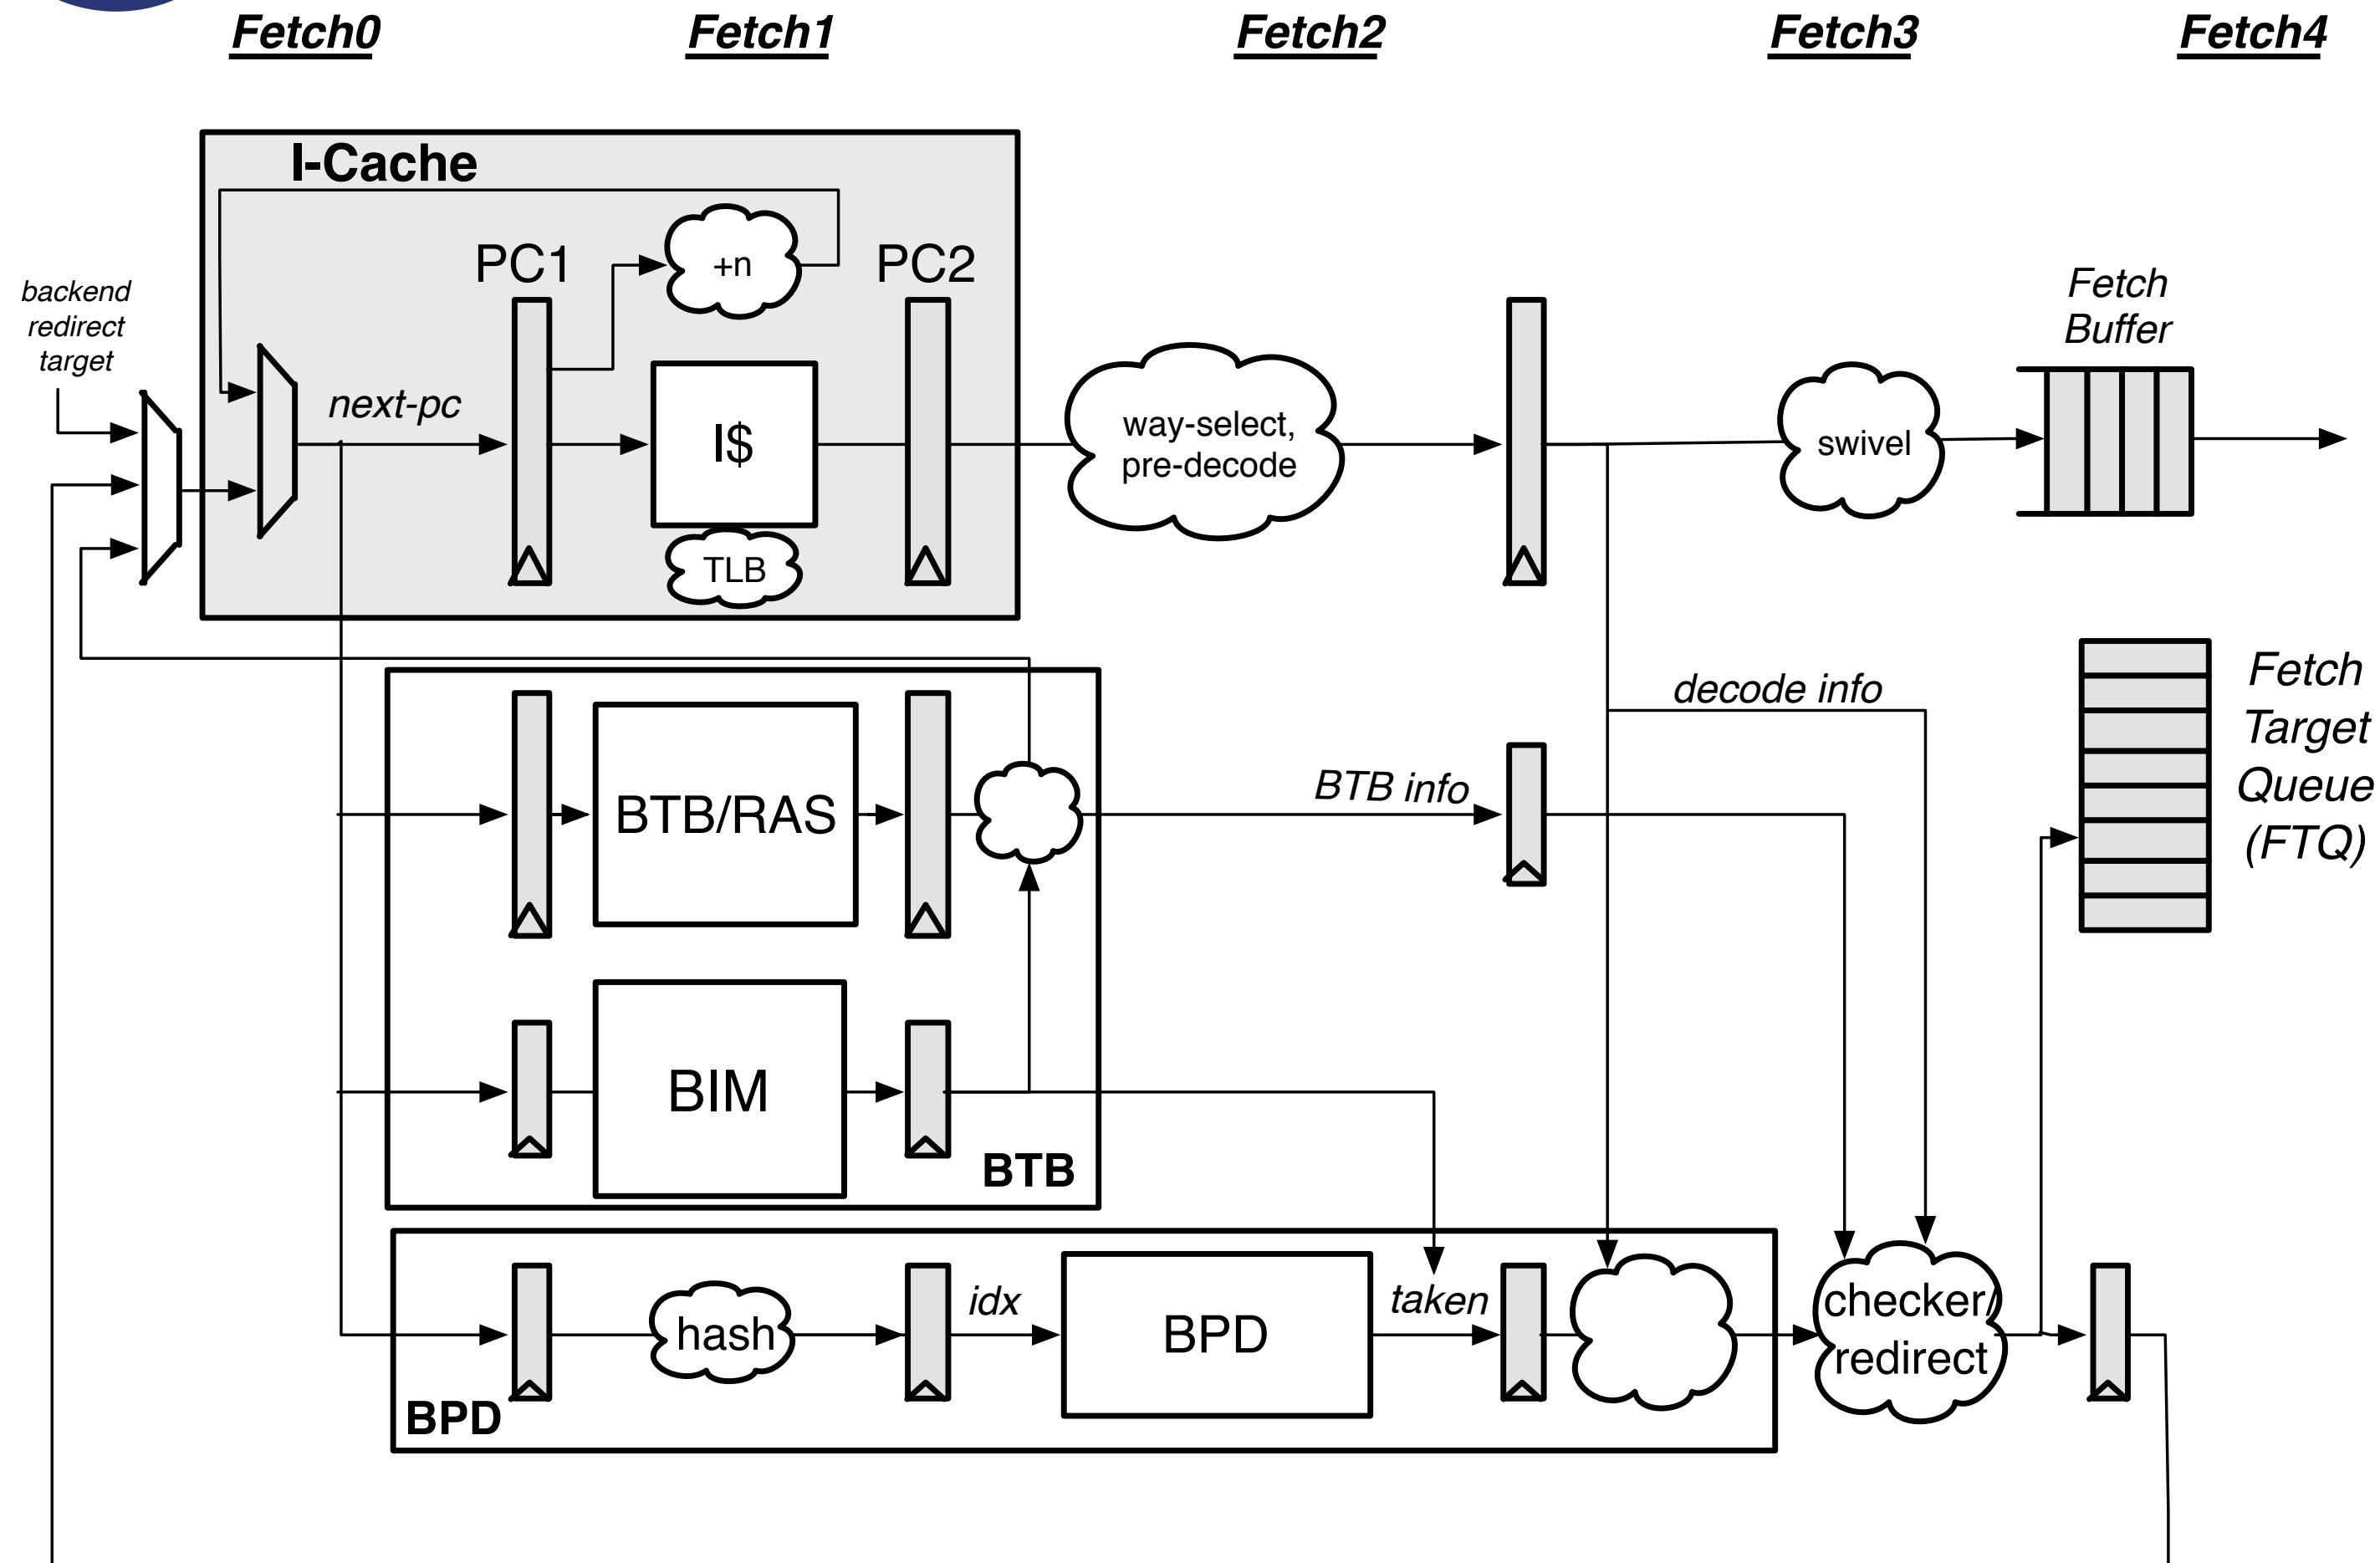 Fetch0
Fetch1
Fetch2
Fetch3
Fetch4
I-Cache
PC1
+n
PC2
backend
redirect
target
next-pc
I$
TLB
way-select,
pre-decode
swivel
Fetch
Buffer
decode info
Fetch
Target
Queue
(FTQ)
BTB/RAS
BTB info
BIM
BTB
hash
idx
BPD
taken
checker/
redirect
BPD